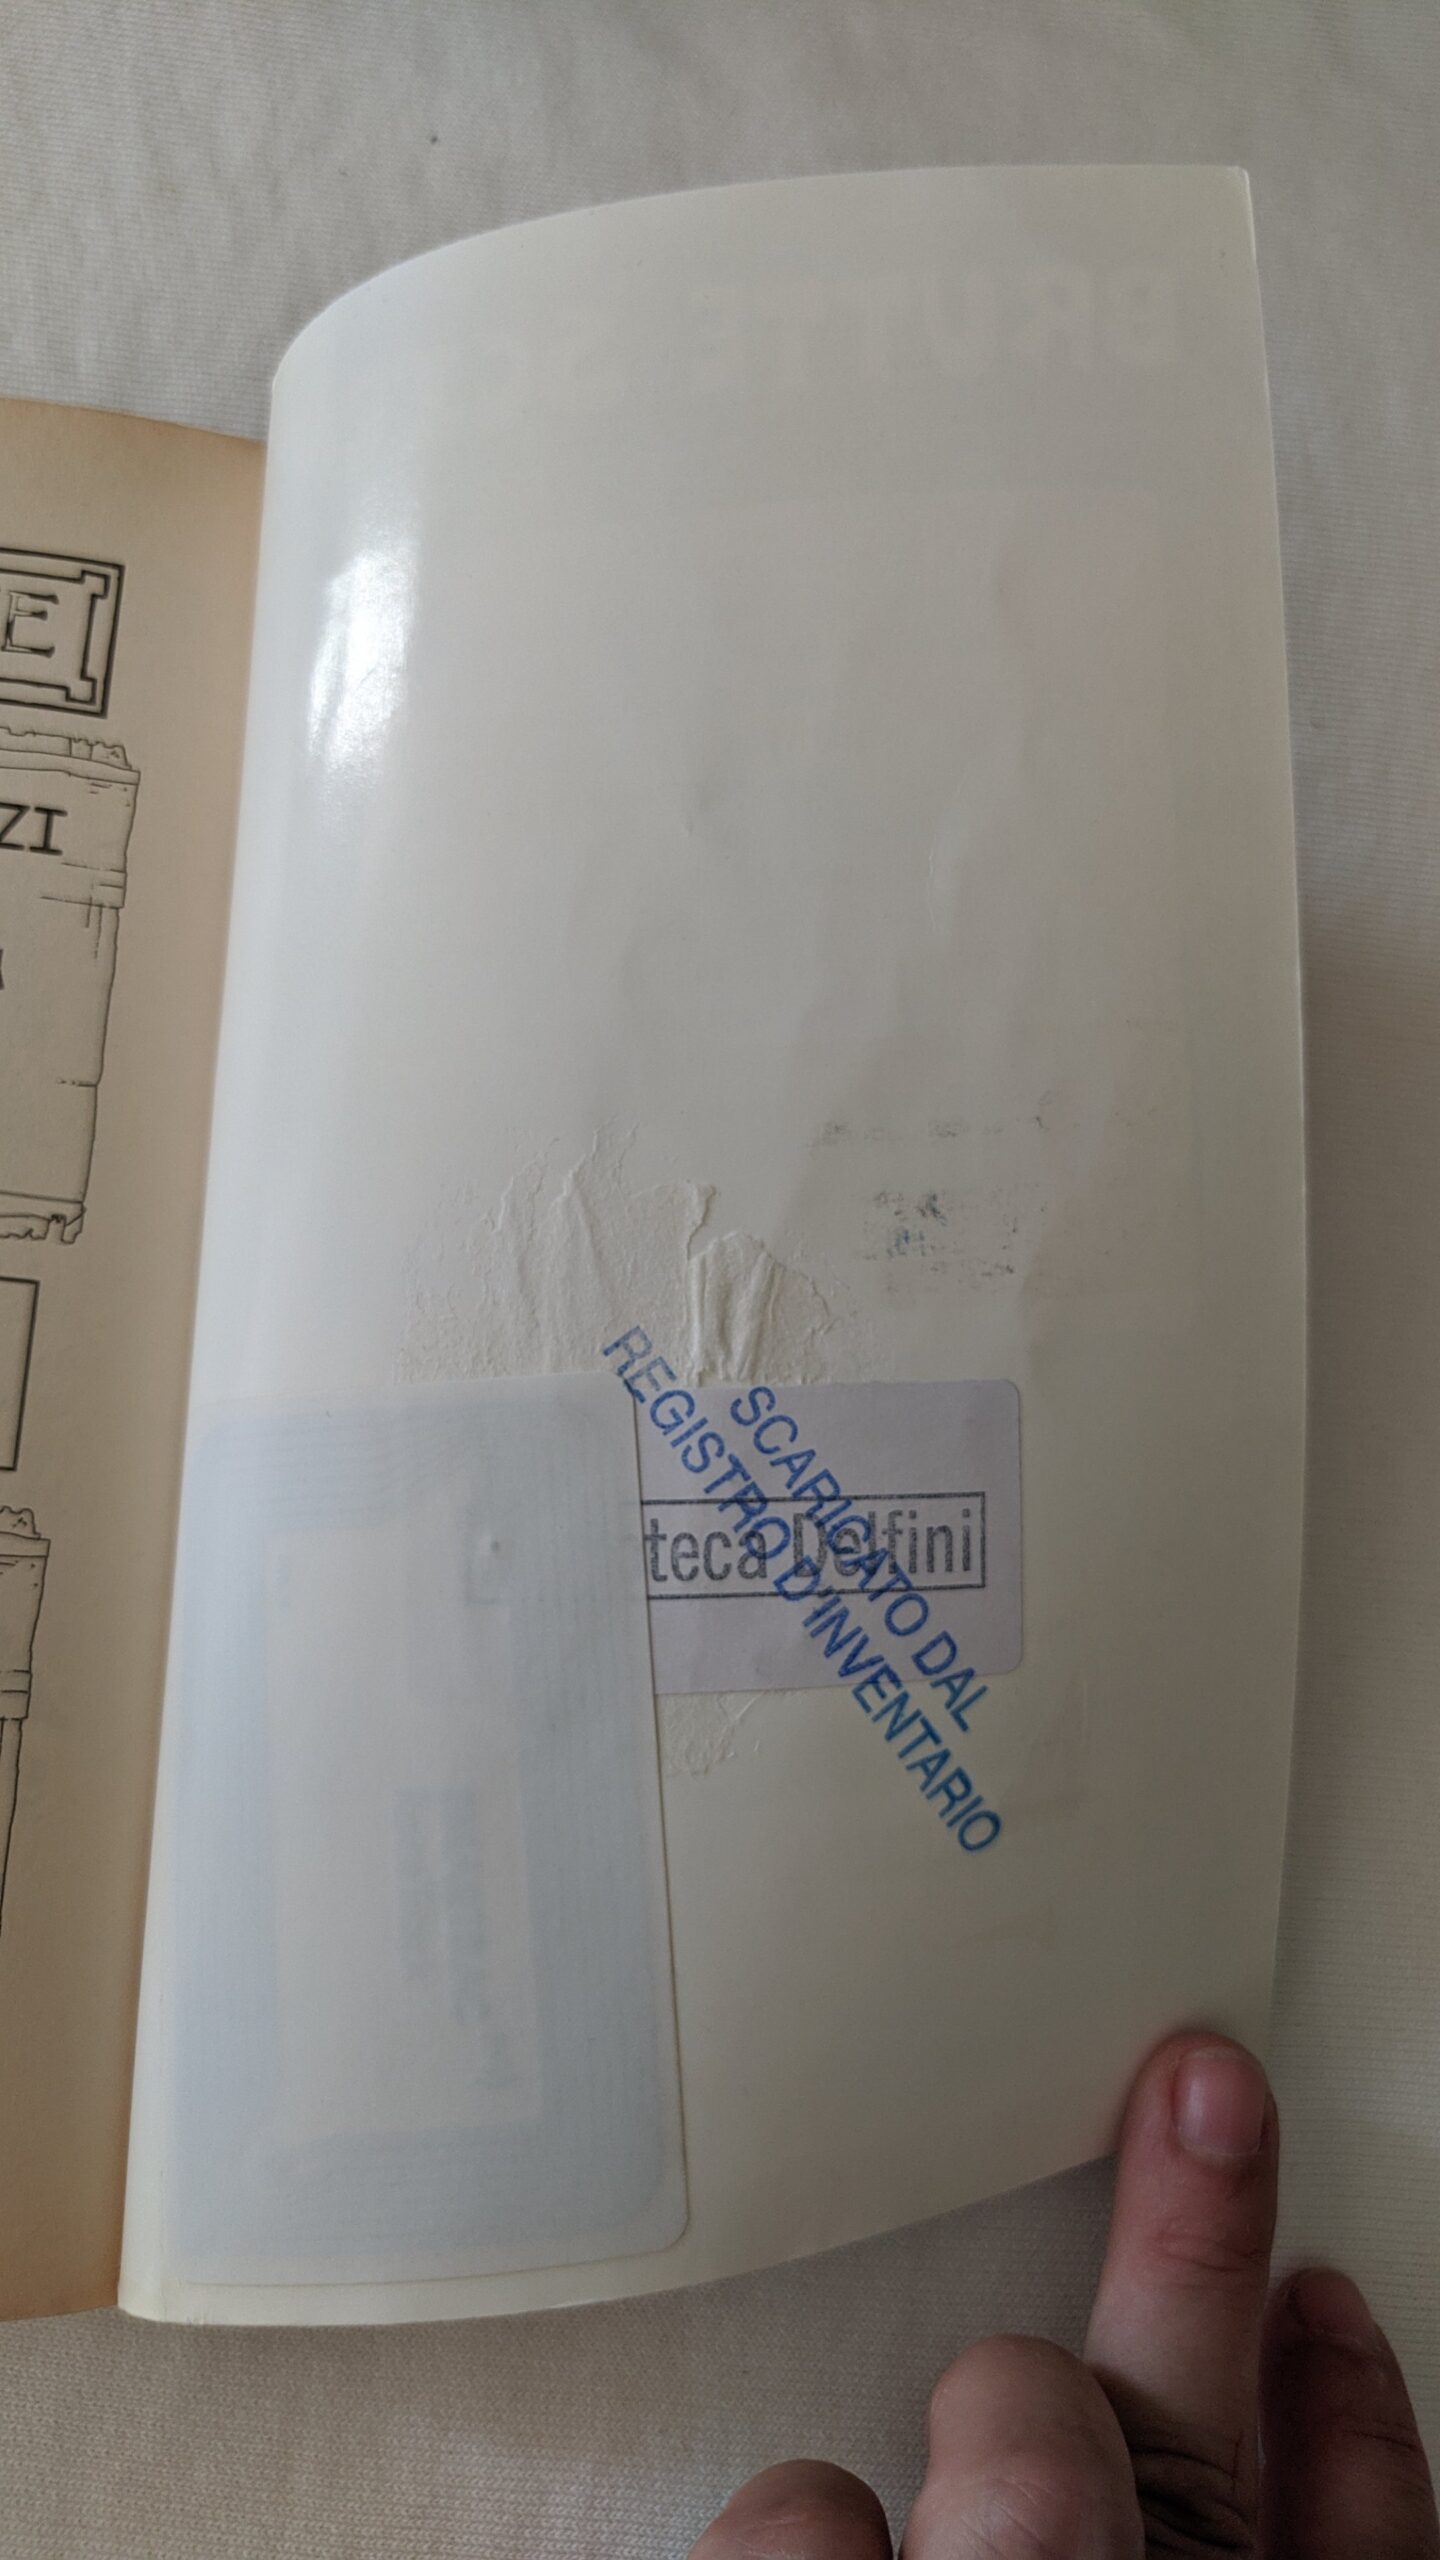 E
ZI
teca Delfini
SCARICATO DAL
REGISTRO D'INVENTARIO